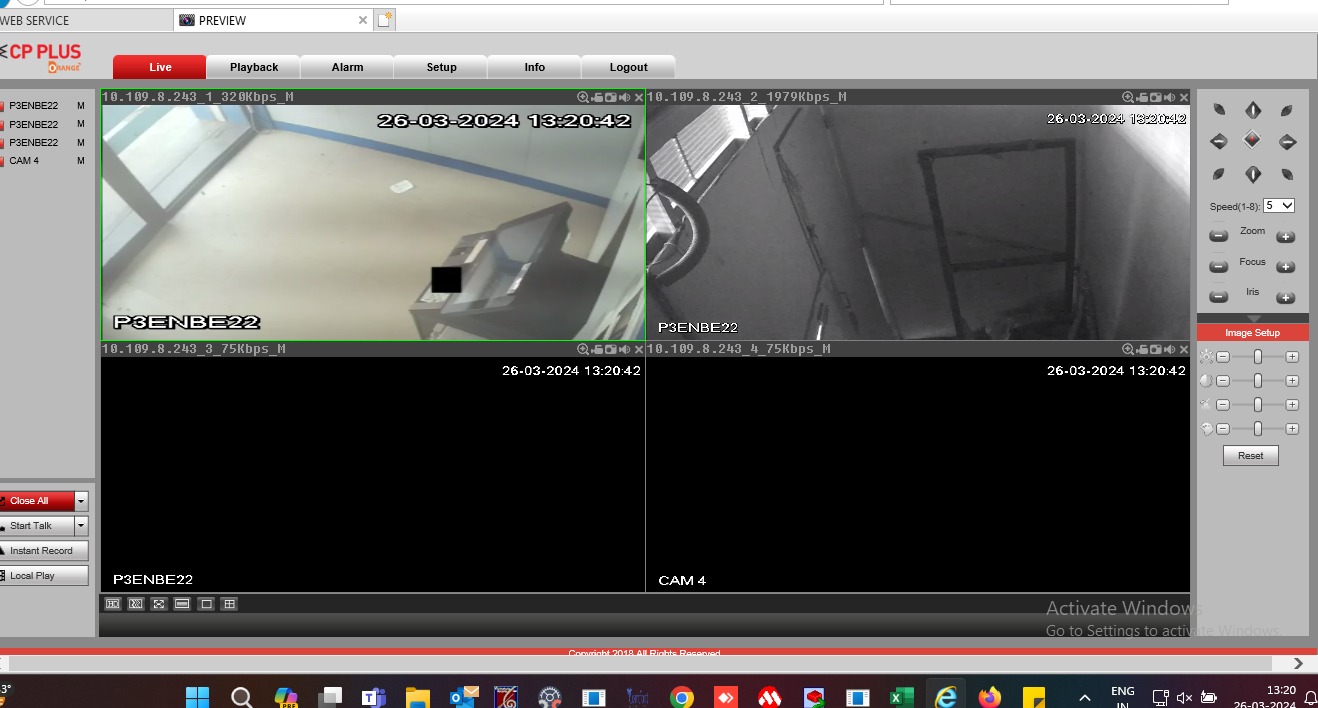 WEB SERVICE
PREVIEW
CP PLUS
ORANGE
Live
Playback
Alarm
Setup
Info
Logout
P3ENBE22 M
P3ENBE22 M
P3ENBE22 M
CAM 4 M
10.109.8.243_1_320Kbps_M
26-03-2024 13:20:42
P3ENBE22
10.109.8.243_2_1979Kbps_M
26-03-2024 13:20:42
P3ENBE22
10.109.8.243_3_75Kbps_M
26-03-2024 13:20:42
P3ENBE22
10.109.8.243_4_75Kbps_M
26-03-2024 13:20:42
CAM 4
Speed(1-8): 5
Zoom
Focus
Iris
Image Setup
Reset
Close All
Start Talk
Instant Record
Local Play
Activate Windows
Go to Settings to activate Windows.
Copyright 2018 All Rights Reserved
3°
PRE
ENG
IN
13:20
26-03-2024